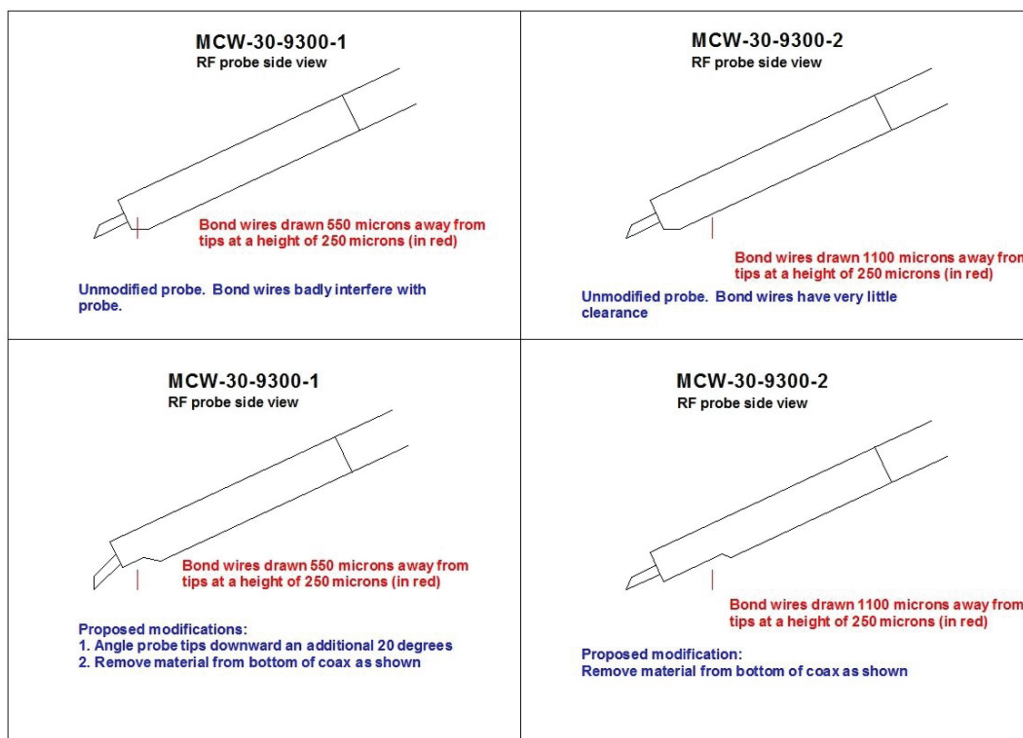 MCW-30-9300-1
RF probe side view
Bond wires drawn 550 microns away from
tips at a height of 250 microns (in red)
Unmodified probe. Bond wires badly interfere with
probe.
MCW-30-9300-2
RF probe side view
Bond wires drawn 1100 microns away from
tips at a height of 250 microns (in red)
Unmodified probe. Bond wires have very little
clearance
MCW-30-9300-1
RF probe side view
Bond wires drawn 550 microns away from
tips at a height of 250 microns (in red)
Proposed modifications:
1. Angle probe tips downward an additional 20 degrees
2. Remove material from bottom of coax as shown
MCW-30-9300-2
RF probe side view
Bond wires drawn 1100 microns away from
tips at a height of 250 microns (in red)
Proposed modification:
Remove material from bottom of coax as shown